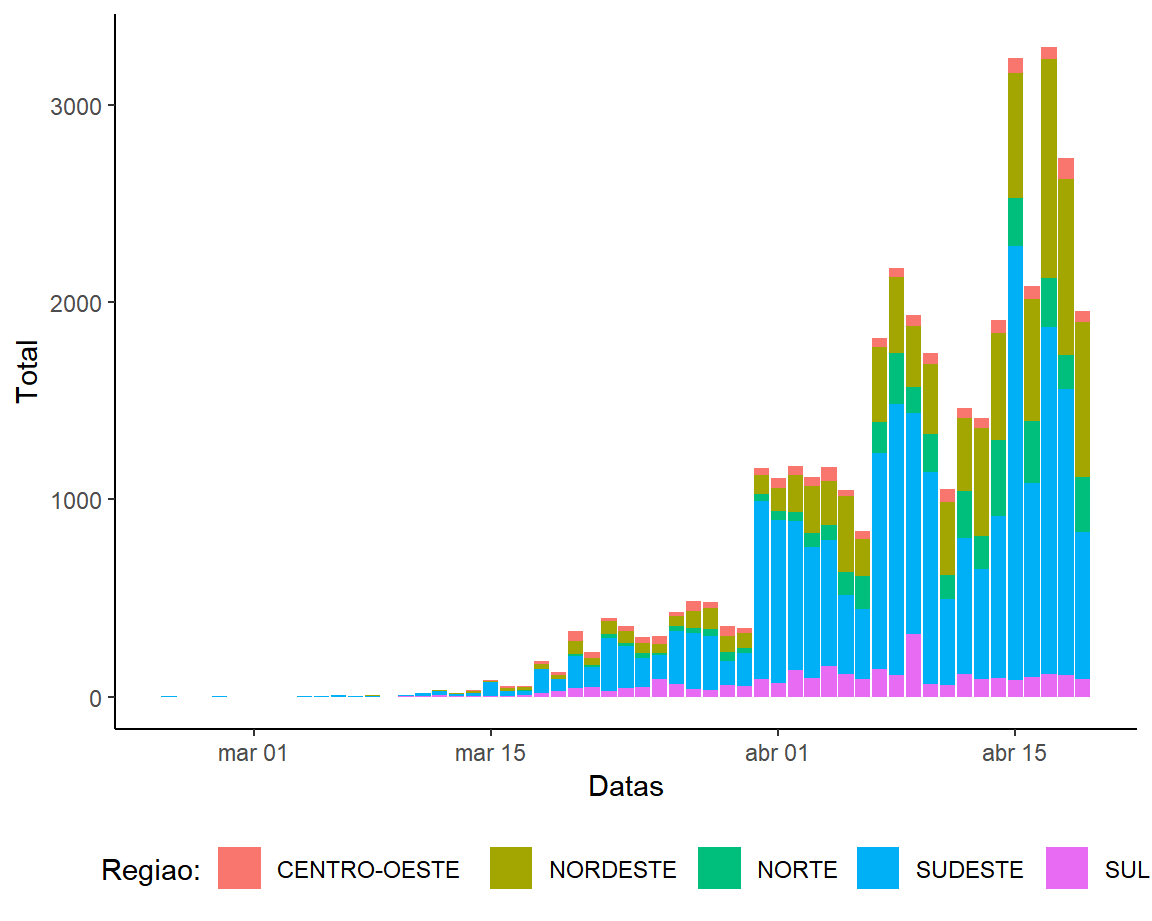 3000
2000
1000
0
Total
mar 01 mar 15 abr 01 abr 15
Datas
Regiao: CENTRO-OESTE NORDESTE NORTE SUDESTE SUL